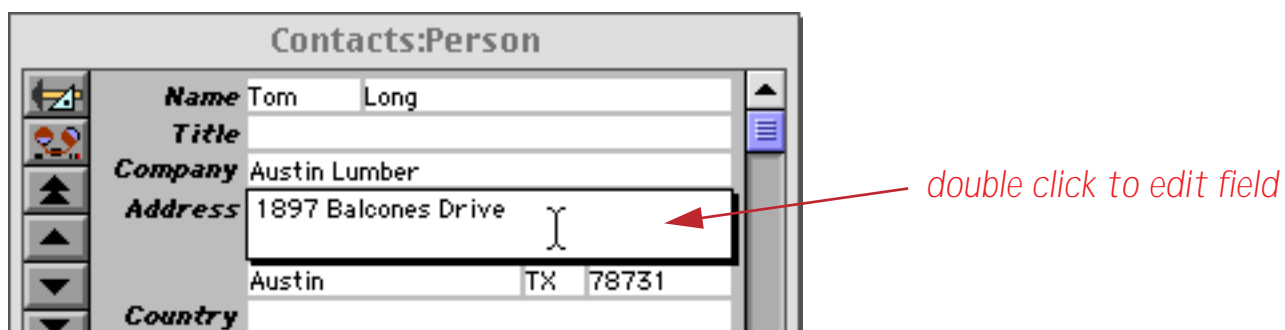 Contacts:Person
Name Tom Long
Title
Company Austin Lumber
Address 1897 Balcones Drive
double click to edit field
Austin TX 78731
Country